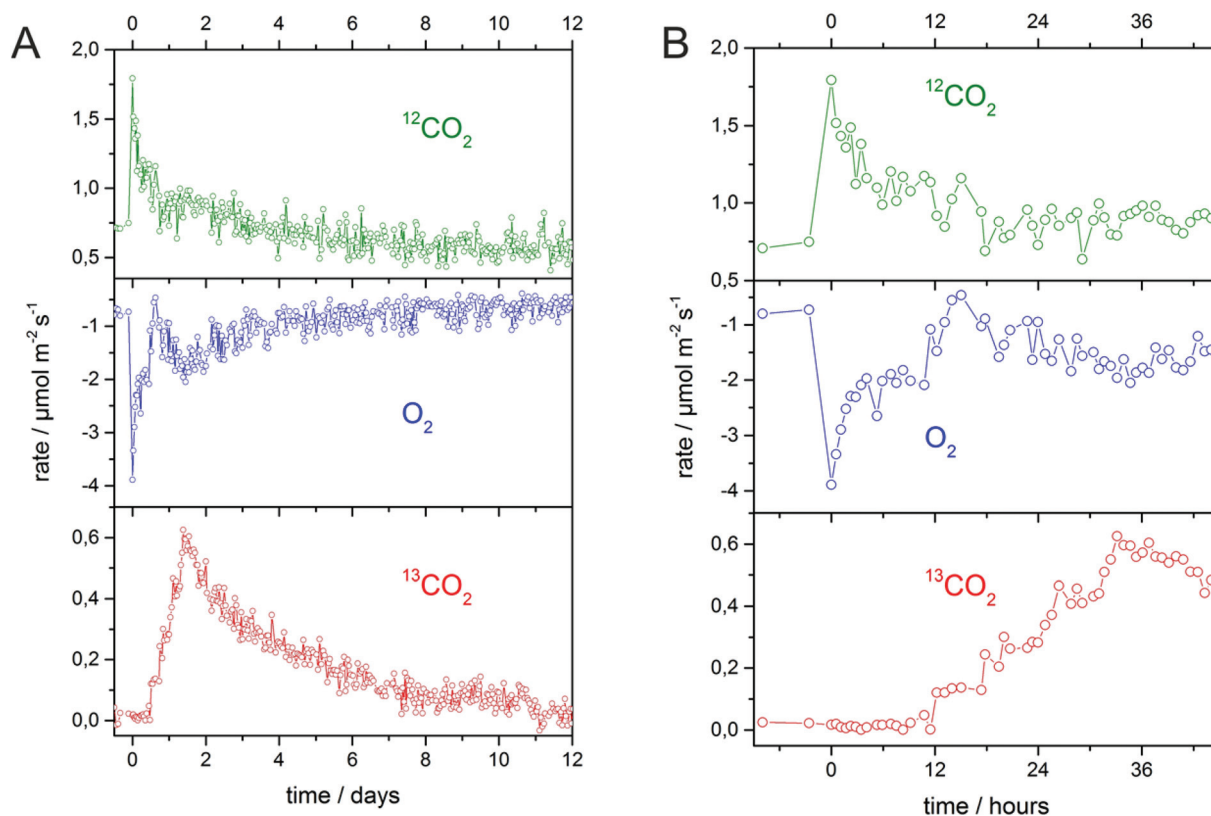 A
0 2 4 6 8 10 12
2,0
1,5
1,0
0,5
¹²CO₂
-1
-2
-3
-4
O₂
rate / µmol m⁻² s⁻¹
0,6
0,4
0,2
0,0
¹³CO₂
0 2 4 6 8 10 12
time / days
B
0 12 24 36
2,0
1,5
1,0
0,5
¹²CO₂
-1
-2
-3
-4
O₂
rate / µmol m⁻² s⁻¹
0,6
0,4
0,2
0,0
¹³CO₂
0 12 24 36
time / hours